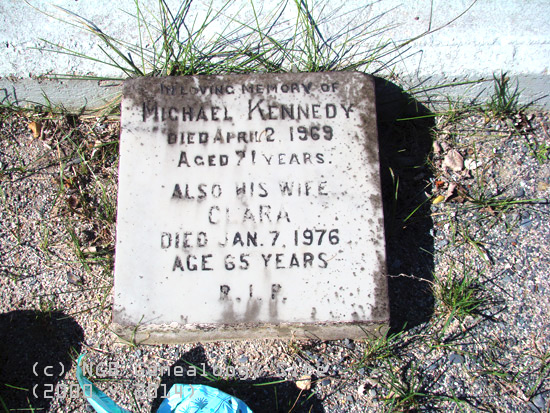 IN LOVING MEMORY OF
MICHAEL KENNEDY
DIED APRIL 2, 1969
AGED 71 YEARS.
ALSO HIS WIFE
CLARA
DIED JAN. 7, 1976
AGE 65 YEARS
R.I.P.
(c)